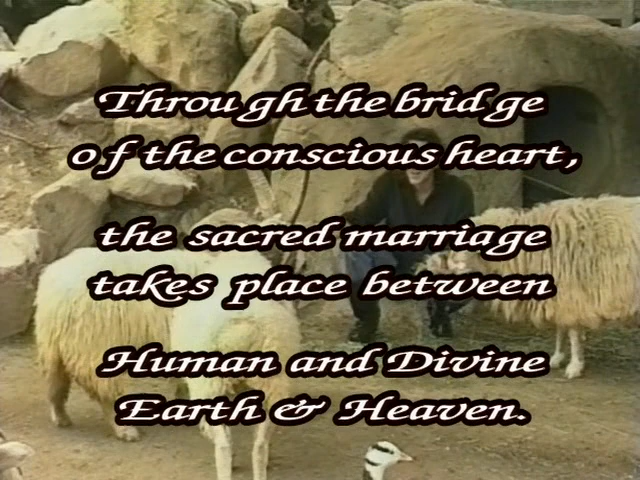 Through the bridge
of the conscious heart,
the sacred marriage
takes place between
Human and Divine
Earth & Heaven.